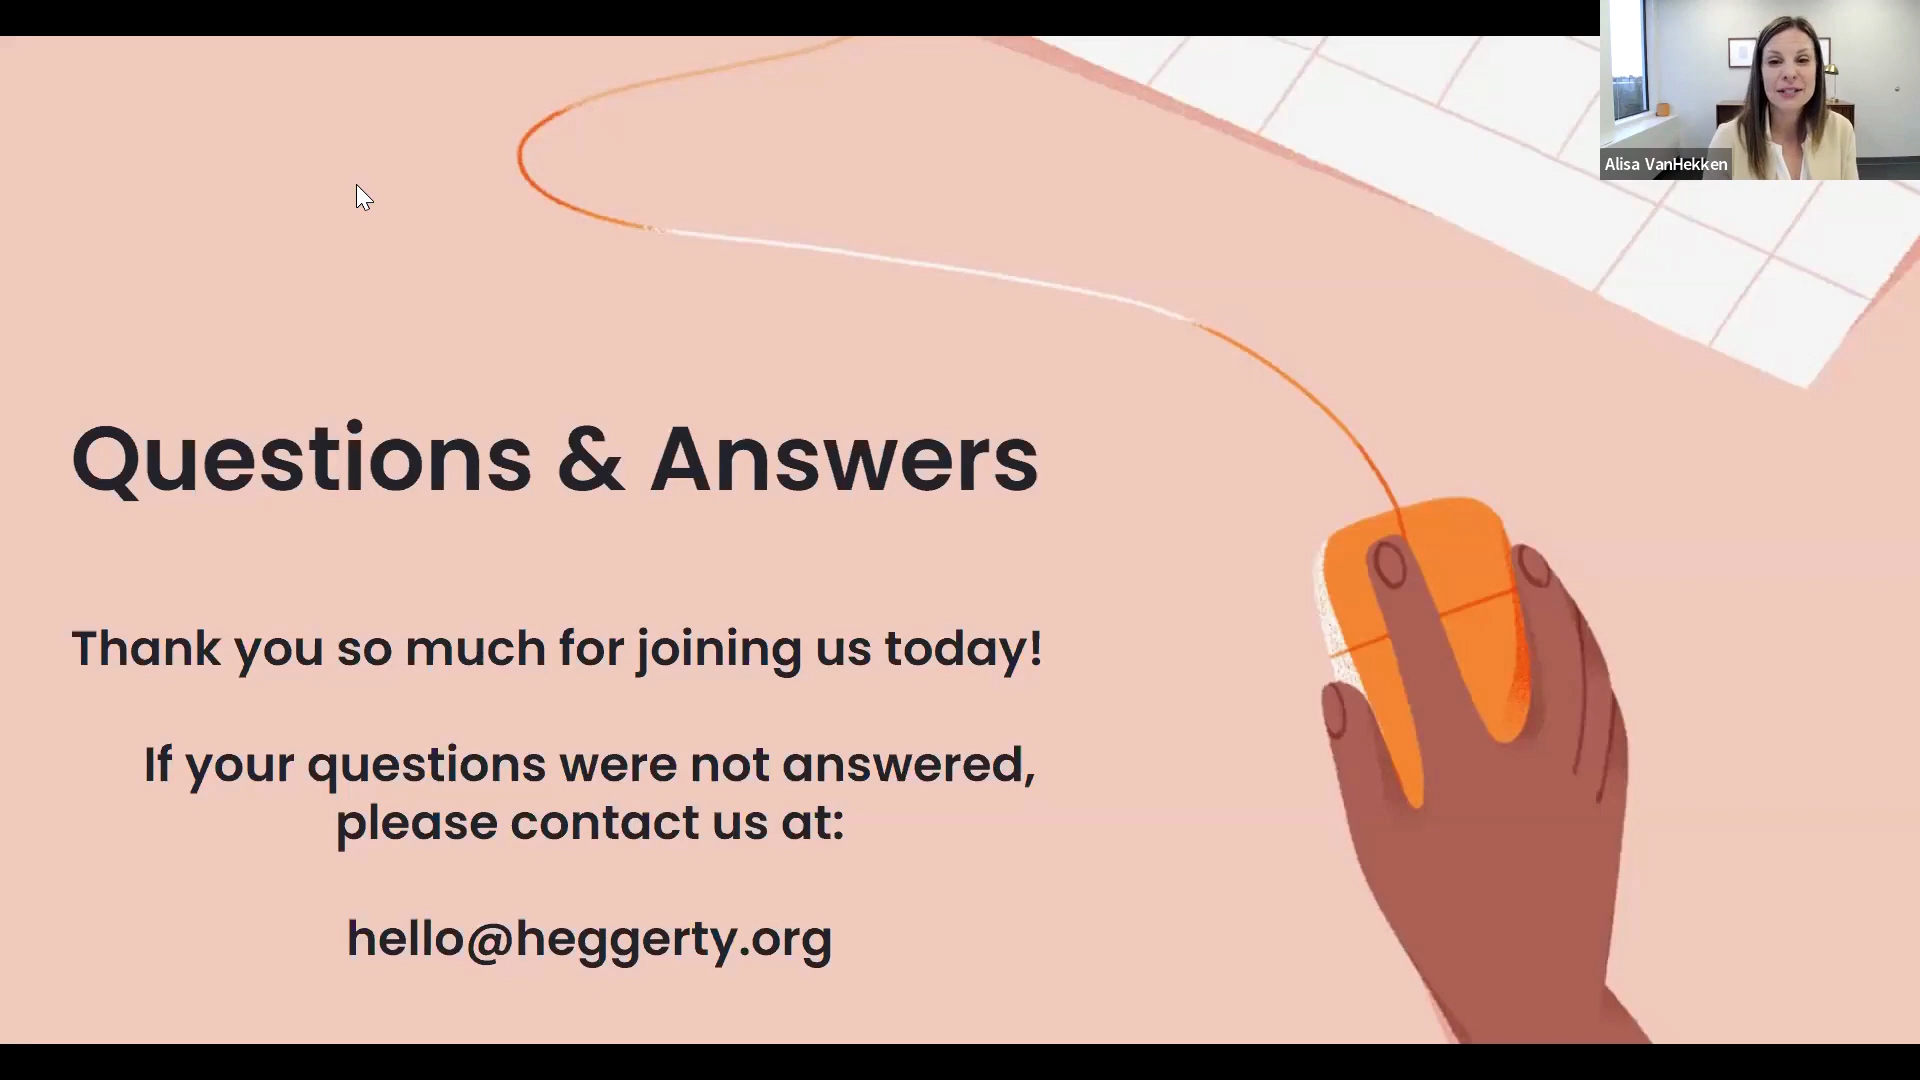 Alisa VanHekken
Questions & Answers
Thank you so much for joining us today!
If your questions were not answered,
please contact us at:
hello@heggerty.org